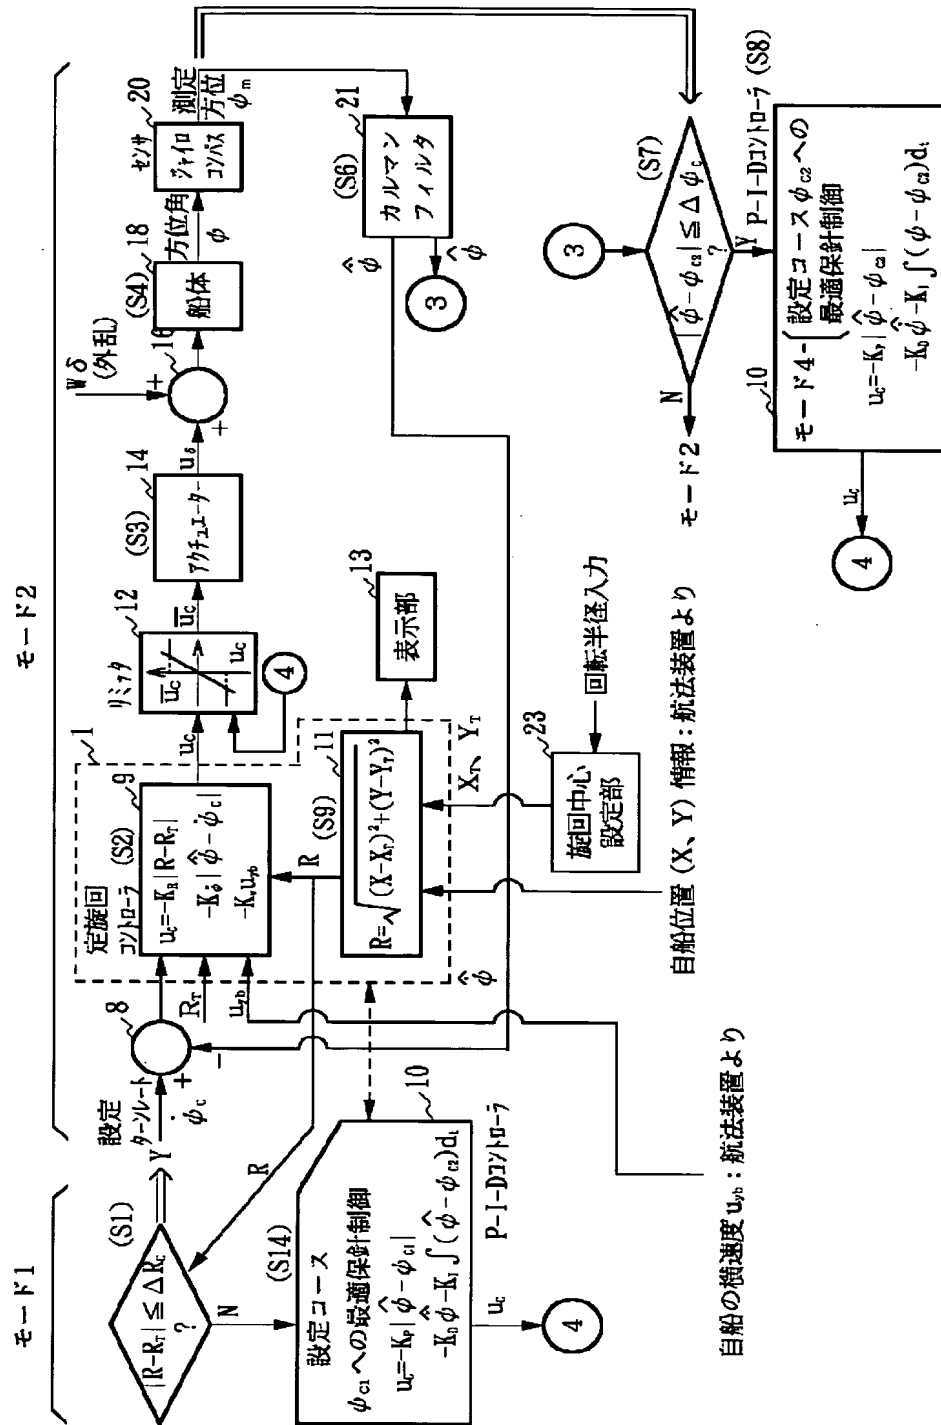 モード1
モード2
(S1)
|R-R_T|≦ΔR_C
?
Y
N
設定
ターンレート
φ̇_C
8
+
-
R
(S14)
設定コース
φ_C1への最適保針制御
u_C=-K_P|φ̂-φ_C1|
-K_D φ̂-K_I∫(φ̂-φ_C2)d_t
10
P-I-Dコントローラ
u_C
4
1
定旋回
コントローラ
(S2)
9
u_C=-K_R|R-R_T|
-K_φ̇|φ̂-φ̇_C|
-K_v u_yb
R_T
u_yb
R
(S9)
11
R=√(X-X_T)²+(Y-Y_T)²
φ̂
u_C
リミッタ
12
u̅_C
u_C
4
u̅_C
(S3)
14
アクチュエーター
u_δ
Wδ
(外乱)
+
+
16
(S4)
18
船体
方位角
φ
センサ
20
ジャイロ
コンパス
測定
方位
φ_m
表示部
13
X_T、Y_T
23
旋回中心
設定部
回転半径入力
自船位置(X、Y)情報:航法装置より
自船の横速度u_yb:航法装置より
(S6)
21
カルマン
フィルタ
φ̂
φ̂
3
3
(S7)
|φ̂-φ_C2|≦Δφ_C
?
N
モード2
Y
P-I-Dコントローラ(S8)
10
モード4-
設定コースφ_C2への
最適保針制御
u_C=-K_P|φ̂-φ_C2|
-K_D φ̂-K_I∫(φ-φ_C2)d_t
u_C
4